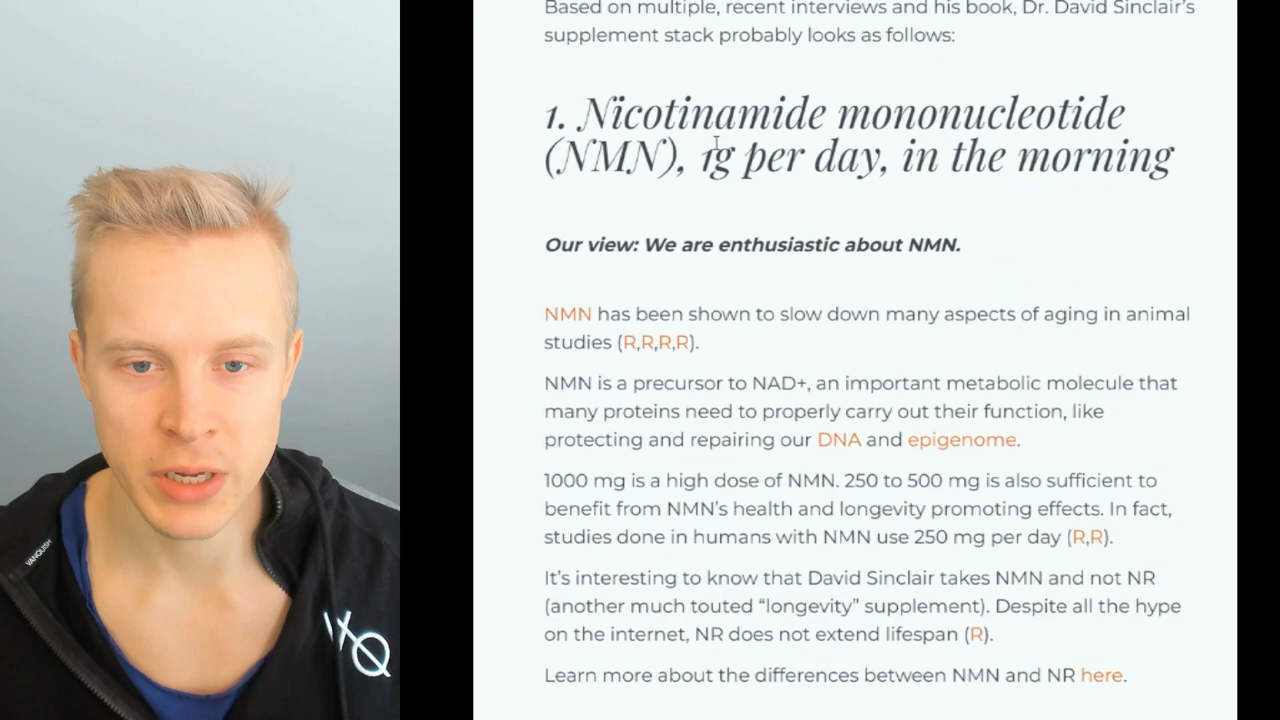 Based on multiple, recent interviews and his book, Dr. David Sinclair's
supplement stack probably looks as follows:
1. Nicotinamide mononucleotide
(NMN), 1g per day, in the morning
Our view: We are enthusiastic about NMN.
NMN has been shown to slow down many aspects of aging in animal
studies (R,R,R,R).
NMN is a precursor to NAD+, an important metabolic molecule that
many proteins need to properly carry out their function, like
protecting and repairing our DNA and epigenome.
1000 mg is a high dose of NMN. 250 to 500 mg is also sufficient to
benefit from NMN's health and longevity promoting effects. In fact,
studies done in humans with NMN use 250 mg per day (R,R).
It's interesting to know that David Sinclair takes NMN and not NR
(another much touted “longevity” supplement). Despite all the hype
on the internet, NR does not extend lifespan (R).
Learn more about the differences between NMN and NR here.
VANQUISH